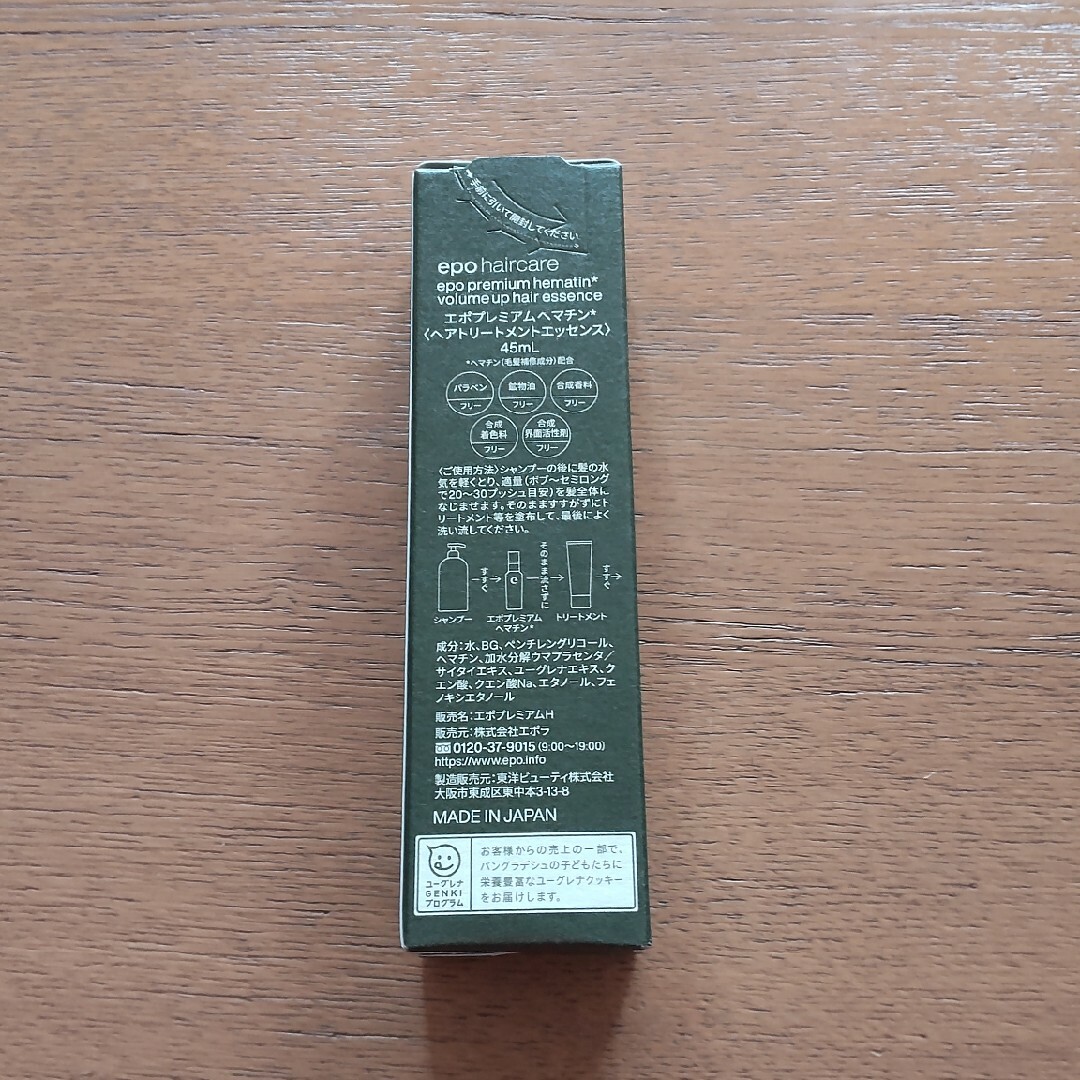 手前に引いて開封してください
epo haircare
epo premium hematin*
volume up hair essence
エポプレミアムヘマチン*
〈ヘアトリートメントエッセンス〉
45mL
*ヘマチン(毛髪補修成分)配合
パラベン
フリー
鉱物油
フリー
合成香料
フリー
合成
着色料
フリー
合成
界面活性剤
フリー
〈ご使用方法〉シャンプーの後に髪の水
気を軽くとり、適量(ボブ〜セミロング
で20〜30プッシュ目安)を髪全体に
なじませます。そのまますすがずにト
リートメント等を塗布して、最後によく
洗い流してください。
シャンプー
すすぐ
エポプレミアム
ヘマチン*
そのまま流さずに
トリートメント
すすぐ
成分:水、BG、ペンチレングリコール、
ヘマチン、加水分解ウマプラセンタ/
サイタイエキス、ユーグレナエキス、ク
エン酸、クエン酸Na、エタノール、フェ
ノキシエタノール
販売名:エポプレミアムH
販売元:株式会社エポラ
0120-37-9015(9:00〜19:00)
https://www.epo.info
製造販売元:東洋ビューティ株式会社
大阪市東成区東中本3-13-8
MADE IN JAPAN
ユーグレナ
GENKI
プログラム
お客様からの売上の一部で、
バングラデシュの子どもたちに
栄養豊富なユーグレナクッキー
をお届けします。